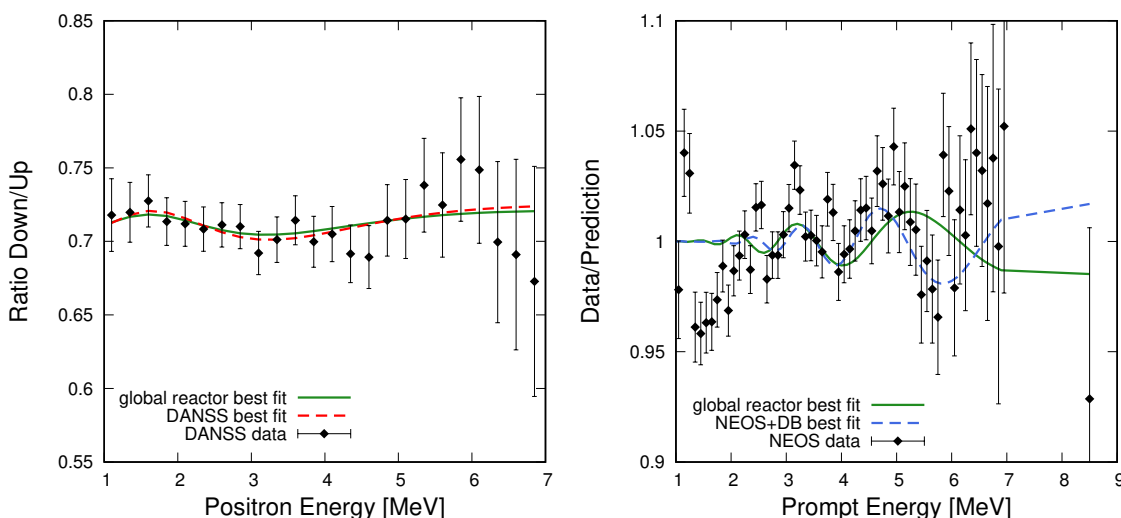 0.85
0.8
0.75
0.7
0.65
0.6
0.55
Ratio Down/Up
global reactor best fit
DANSS best fit
DANSS data
1 2 3 4 5 6 7
Positron Energy [MeV]
1.1
1.05
1
0.95
0.9
Data/Prediction
global reactor best fit
NEOS+DB best fit
NEOS data
1 2 3 4 5 6 7 8 9
Prompt Energy [MeV]